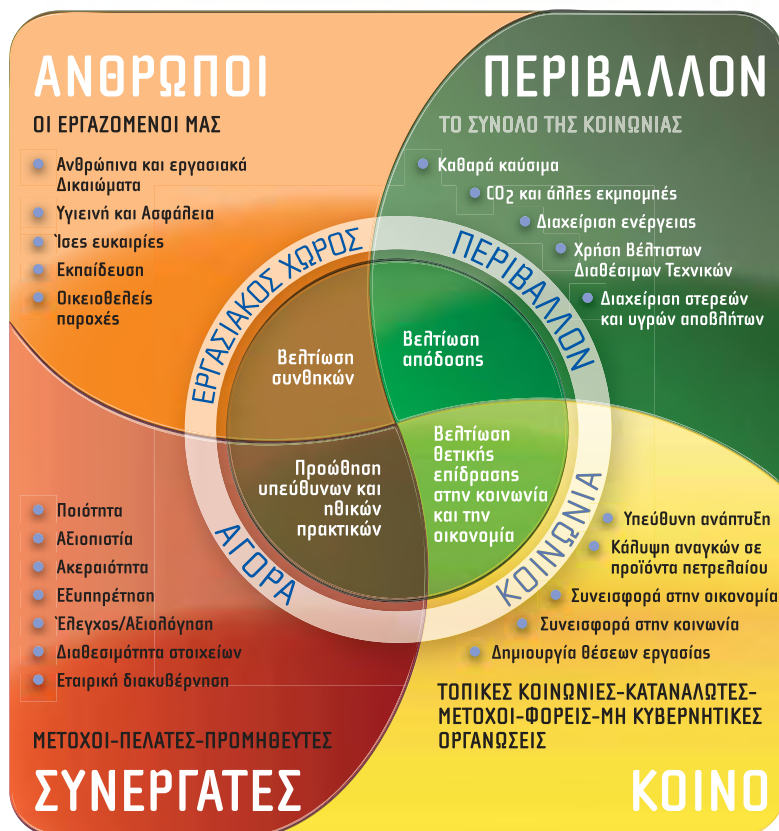 ΑΝΘΡΩΠΟΙ
ΟΙ ΕΡΓΑΖΟΜΕΝΟΙ ΜΑΣ
Ανθρώπινα και εργασιακά
Δικαιώματα
Υγιεινή και Ασφάλεια
Ίσες ευκαιρίες
Εκπαίδευση
Οικειοθελείς
παροχές
ΠΕΡΙΒΑΛΛΟΝ
ΤΟ ΣΥΝΟΛΟ ΤΗΣ ΚΟΙΝΩΝΙΑΣ
Καθαρά καύσιμα
CO2 και άλλες εκμπομπές
Διαχείριση ενέργειας
Χρήση Βέλτιστων
Διαθέσιμων Τεχνικών
Διαχείριση στερεών
και υγρών αποβλήτων
ΕΡΓΑΣΙΑΚΟΣ ΧΩΡΟΣ
ΠΕΡΙΒΑΛΛΟΝ
Βελτίωση
συνθηκών
Βελτίωση
απόδοσης
Προώθηση
υπεύθυνων και
ηθικών
πρακτικών
Βελτίωση
θετικής
επίδρασης
στην κοινωνία
και την
οικονομία
ΑΓΟΡΑ
ΚΟΙΝΩΝΙΑ
Ποιότητα
Αξιοπιστία
Ακεραιότητα
Εξυπηρέτηση
Έλεγχος/Αξιολόγηση
Διαθεσιμότητα στοιχείων
Εταιρική διακυβέρνηση
ΜΕΤΟΧΟΙ-ΠΕΛΑΤΕΣ-ΠΡΟΜΗΘΕΥΤΕΣ
ΣΥΝΕΡΓΑΤΕΣ
Υπεύθυνη ανάπτυξη
Κάλυψη αναγκών σε
προϊόντα πετρελαίου
Συνεισφορά στην οικονομία
Συνεισφορά στην κοινωνία
Δημιουργία θέσεων εργασίας
ΤΟΠΙΚΕΣ ΚΟΙΝΩΝΙΕΣ-ΚΑΤΑΝΑΛΩΤΕΣ-
ΜΕΤΟΧΟΙ-ΦΟΡΕΙΣ-ΜΗ ΚΥΒΕΡΝΗΤΙΚΕΣ
ΟΡΓΑΝΩΣΕΙΣ
ΚΟΙΝΟ